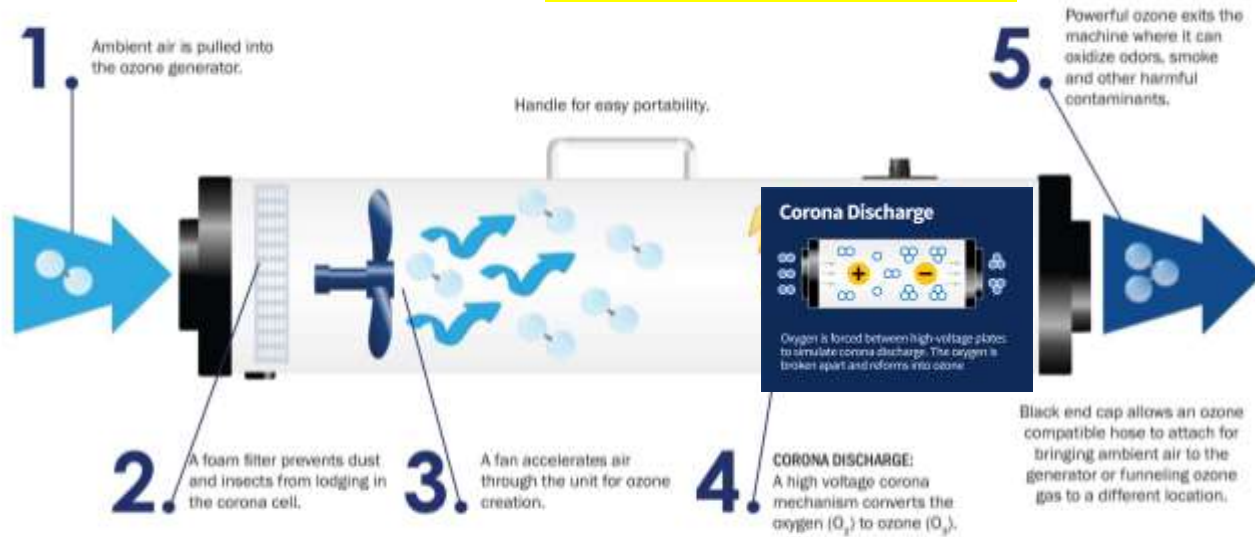 1.
Ambient air is pulled into
the ozone generator.
Handle for easy portability.
5.
Powerful ozone exits the
machine where it can
oxidize odors, smoke
and other harmful
contaminants.
Corona Discharge
+
−
Oxygen is forced between high-voltage plates
to simulate corona discharge. The oxygen is
broken apart and reforms into ozone
2.
A foam filter prevents dust
and insects from lodging in
the corona cell.
3.
A fan accelerates air
through the unit for ozone
creation.
4.
CORONA DISCHARGE:
A high voltage corona
mechanism converts the
oxygen (O₂) to ozone (O₃).
Black end cap allows an ozone
compatible hose to attach for
bringing ambient air to the
generator or funneling ozone
gas to a different location.